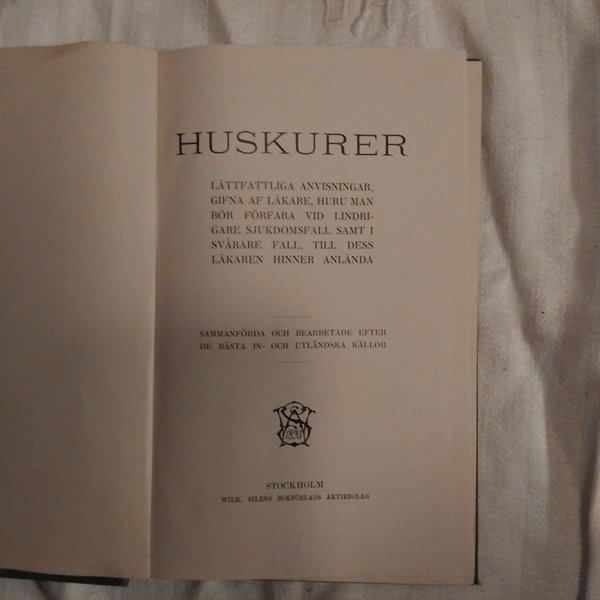 HUSKURER
LÄTTFATTLIGA ANVISNINGAR,
GIFNA AF LÄKARE, HURU MAN
BÖR FÖRFARA VID LINDRI-
GARE SJUKDOMSFALL SAMT I
SVÅRARE FALL, TILL DESS
LÄKAREN HINNER ANLÄNDA
SAMMANFÖRDA OCH BEARBETADE EFTER
DE BÄSTA IN- OCH UTLÄNDSKA KÄLLOR
1893
STOCKHOLM
WILH. SILÉNS BOKFÖRLAGS AKTIEBOLAG